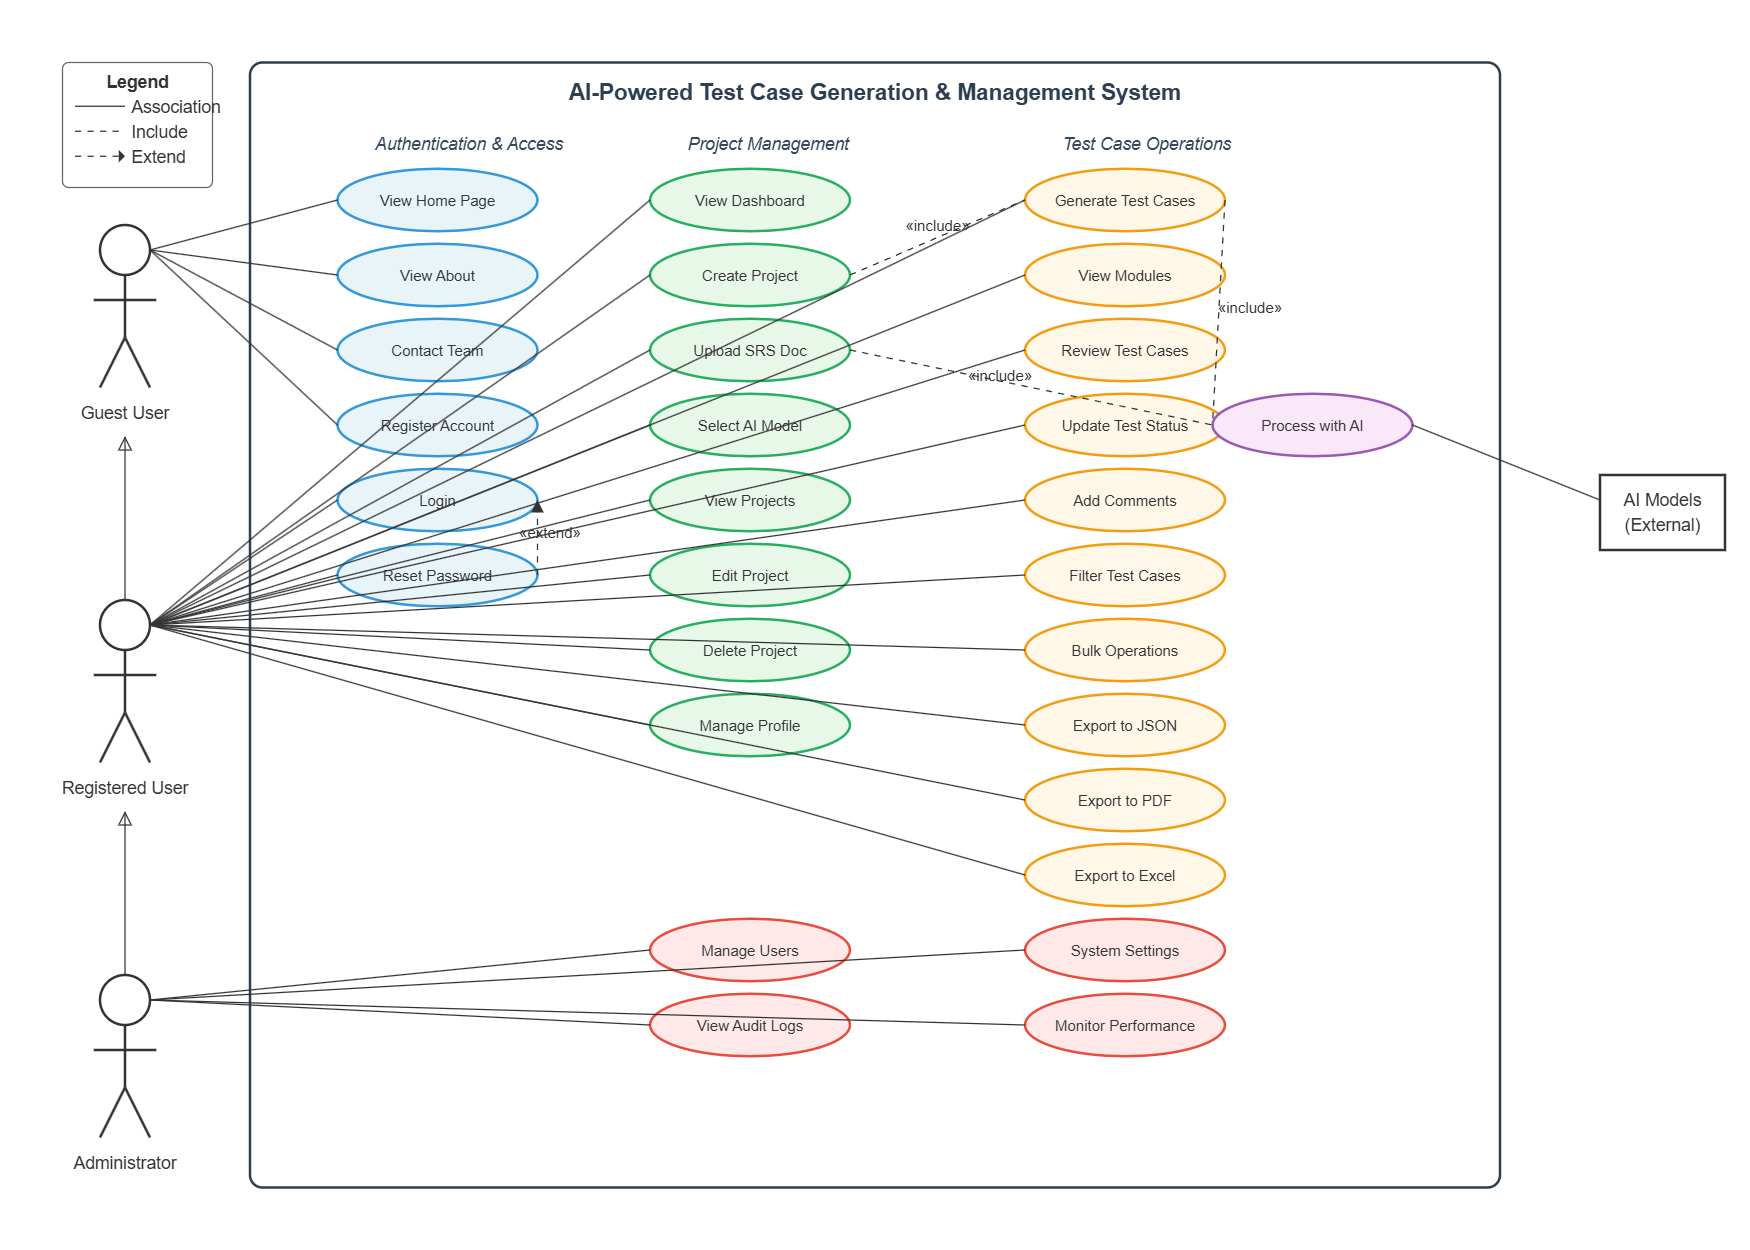 Legend
Association
Include
Extend
AI-Powered Test Case Generation & Management System
Authentication & Access
Project Management
Test Case Operations
View Home Page
View Dashboard
Generate Test Cases
«include»
View About
Create Project
View Modules
«include»
Contact Team
Upload SRS Doc
Review Test Cases
«include»
Guest User
Register Account
Select AI Model
Update Test Status
Process with AI
Login
View Projects
Add Comments
AI Models
(External)
«extend»
Reset Password
Edit Project
Filter Test Cases
Delete Project
Bulk Operations
Manage Profile
Export to JSON
Registered User
Export to PDF
Export to Excel
Manage Users
System Settings
View Audit Logs
Monitor Performance
Administrator